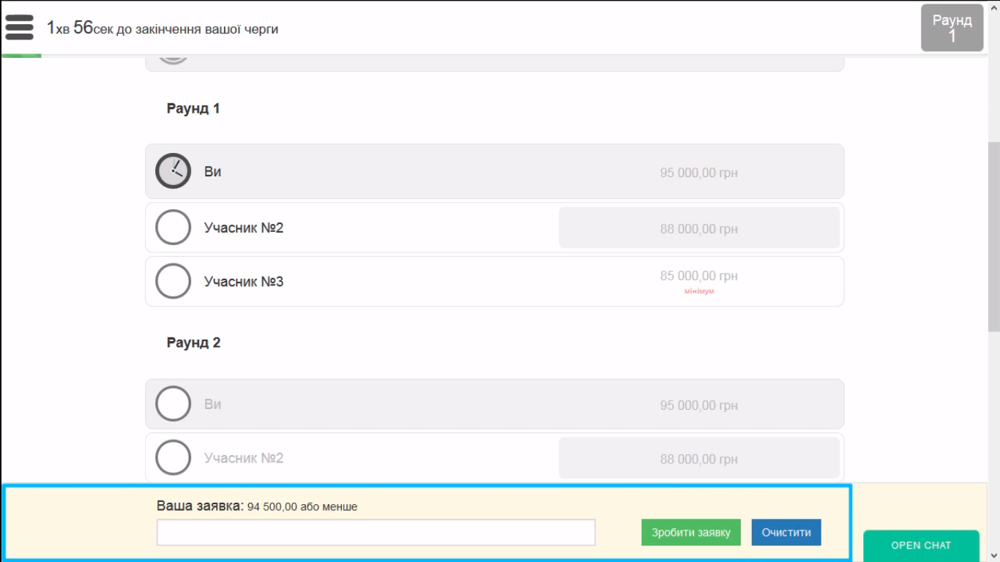 1хв 56сек до закінчення вашої черги
Раунд
1
Раунд 1
Ви
95 000,00 грн
Учасник №2
88 000,00 грн
Учасник №3
85 000,00 грн
мінімум
Раунд 2
Ви
95 000,00 грн
Учасник №2
88 000,00 грн
Ваша заявка: 94 500,00 або менше
Зробити заявку
Очистити
OPEN CHAT